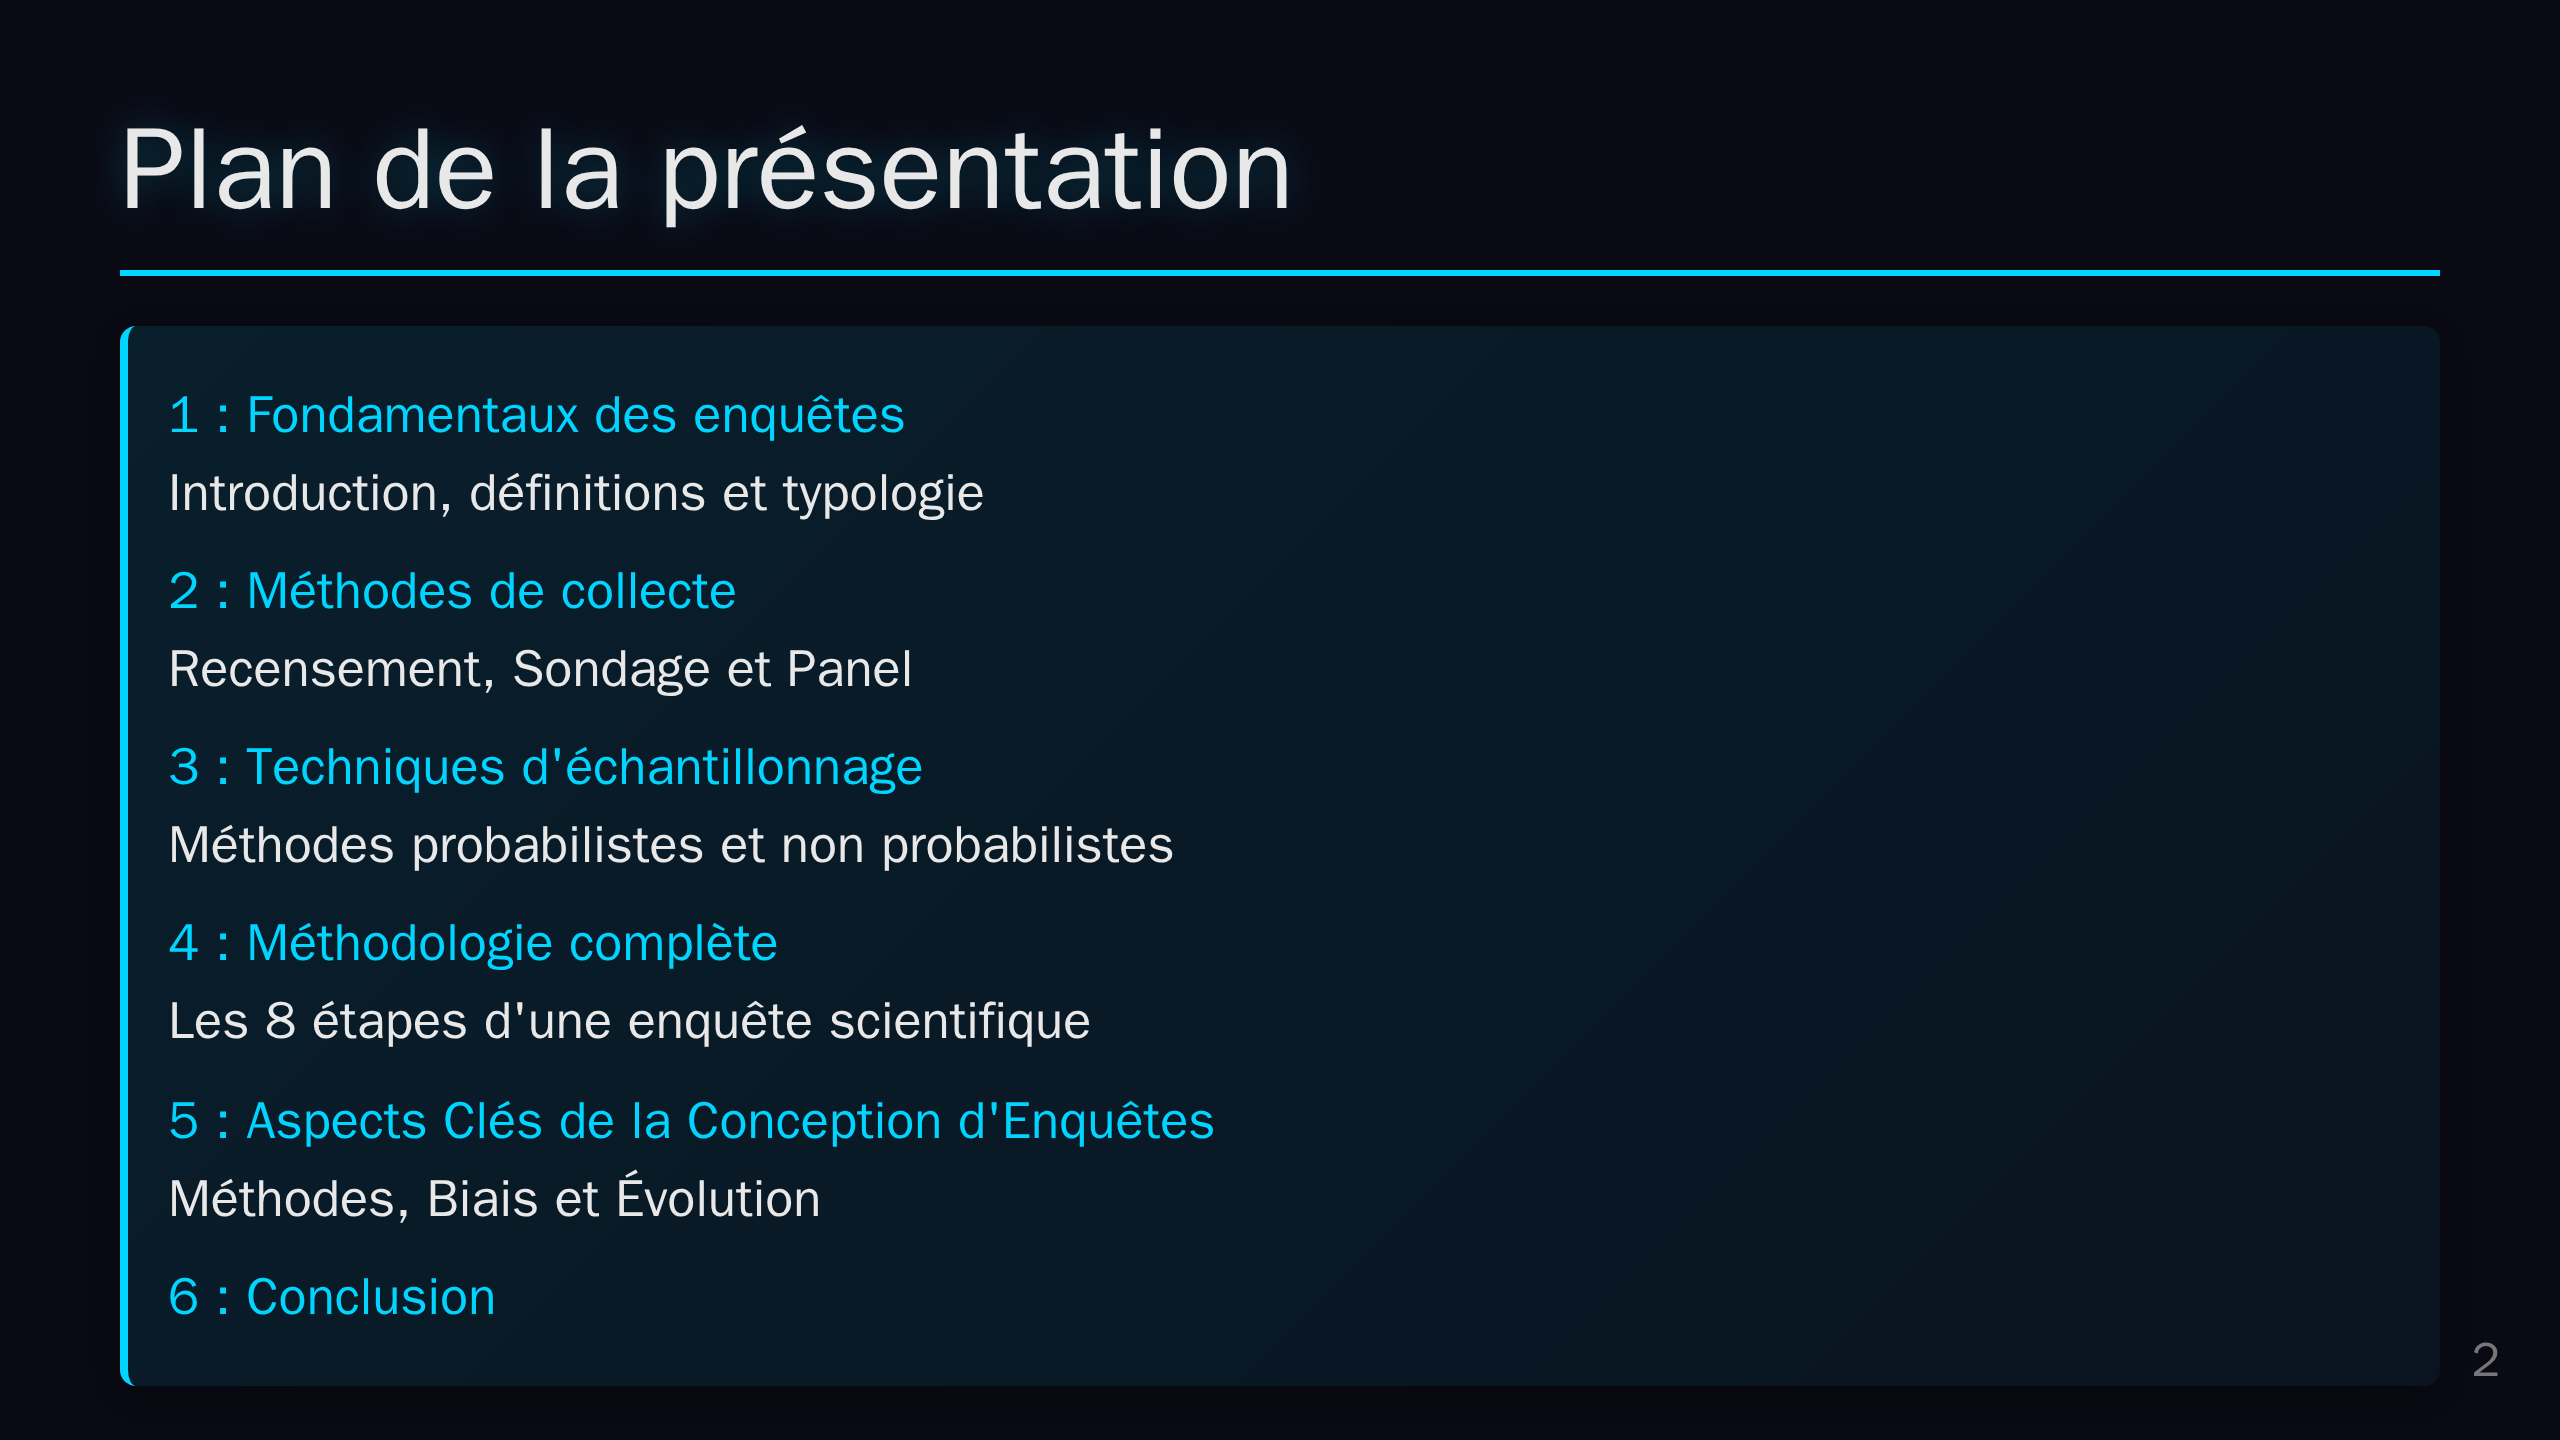 Plan de la présentation
1 : Fondamentaux des enquêtes
Introduction, définitions et typologie
2 : Méthodes de collecte
Recensement, Sondage et Panel
3 : Techniques d'échantillonnage
Méthodes probabilistes et non probabilistes
4 : Méthodologie complète
Les 8 étapes d'une enquête scientifique
5 : Aspects Clés de la Conception d'Enquêtes
Méthodes, Biais et Évolution
6 : Conclusion
2